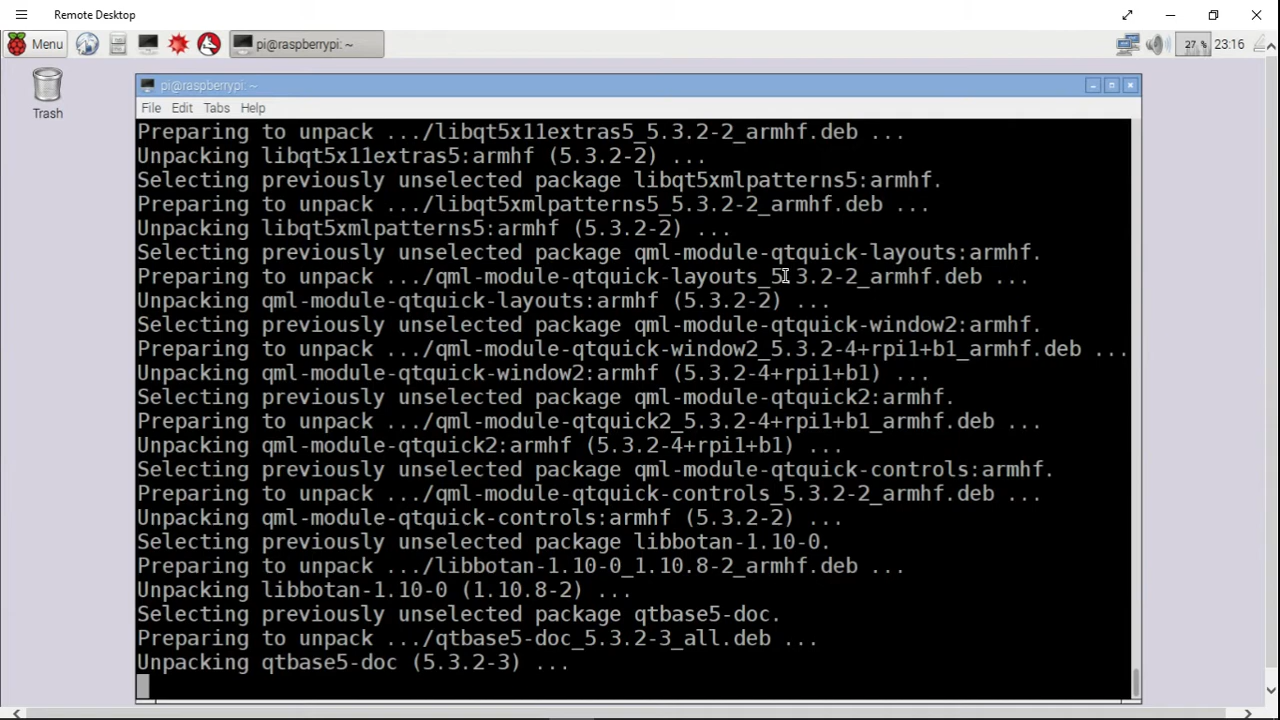 Remote Desktop
Menu
pi@raspberrypi: ~
27 %
23:16
Trash
pi@raspberrypi: ~
File Edit Tabs Help
Preparing to unpack .../libqt5x11extras5_5.3.2-2_armhf.deb ...
Unpacking libqt5x11extras5:armhf (5.3.2-2) ...
Selecting previously unselected package libqt5xmlpatterns5:armhf.
Preparing to unpack .../libqt5xmlpatterns5_5.3.2-2_armhf.deb ...
Unpacking libqt5xmlpatterns5:armhf (5.3.2-2) ...
Selecting previously unselected package qml-module-qtquick-layouts:armhf.
Preparing to unpack .../qml-module-qtquick-layouts_5.3.2-2_armhf.deb ...
Unpacking qml-module-qtquick-layouts:armhf (5.3.2-2) ...
Selecting previously unselected package qml-module-qtquick-window2:armhf.
Preparing to unpack .../qml-module-qtquick-window2_5.3.2-4+rpi1+b1_armhf.deb ...
Unpacking qml-module-qtquick-window2:armhf (5.3.2-4+rpi1+b1) ...
Selecting previously unselected package qml-module-qtquick2:armhf.
Preparing to unpack .../qml-module-qtquick2_5.3.2-4+rpi1+b1_armhf.deb ...
Unpacking qml-module-qtquick2:armhf (5.3.2-4+rpi1+b1) ...
Selecting previously unselected package qml-module-qtquick-controls:armhf.
Preparing to unpack .../qml-module-qtquick-controls_5.3.2-2_armhf.deb ...
Unpacking qml-module-qtquick-controls:armhf (5.3.2-2) ...
Selecting previously unselected package libbotan-1.10-0.
Preparing to unpack .../libbotan-1.10-0_1.10.8-2_armhf.deb ...
Unpacking libbotan-1.10-0 (1.10.8-2) ...
Selecting previously unselected package qtbase5-doc.
Preparing to unpack .../qtbase5-doc_5.3.2-3_all.deb ...
Unpacking qtbase5-doc (5.3.2-3) ...